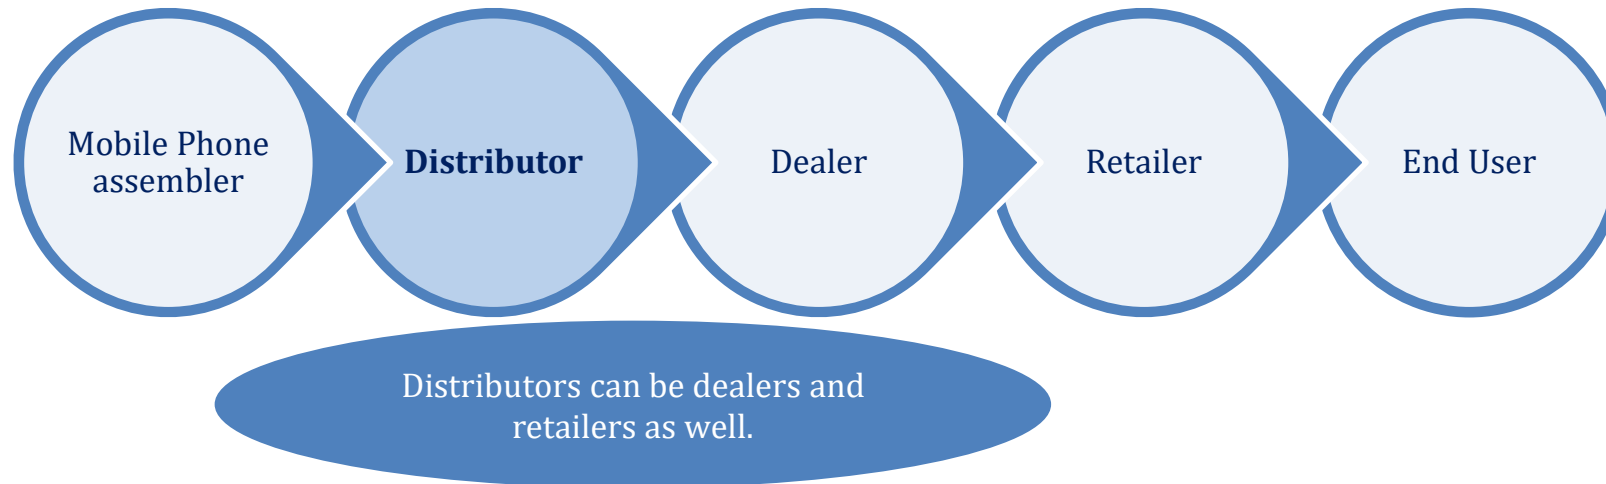 Mobile Phone
assembler
Distributor
Dealer
Retailer
End User
Distributors can be dealers and
retailers as well.